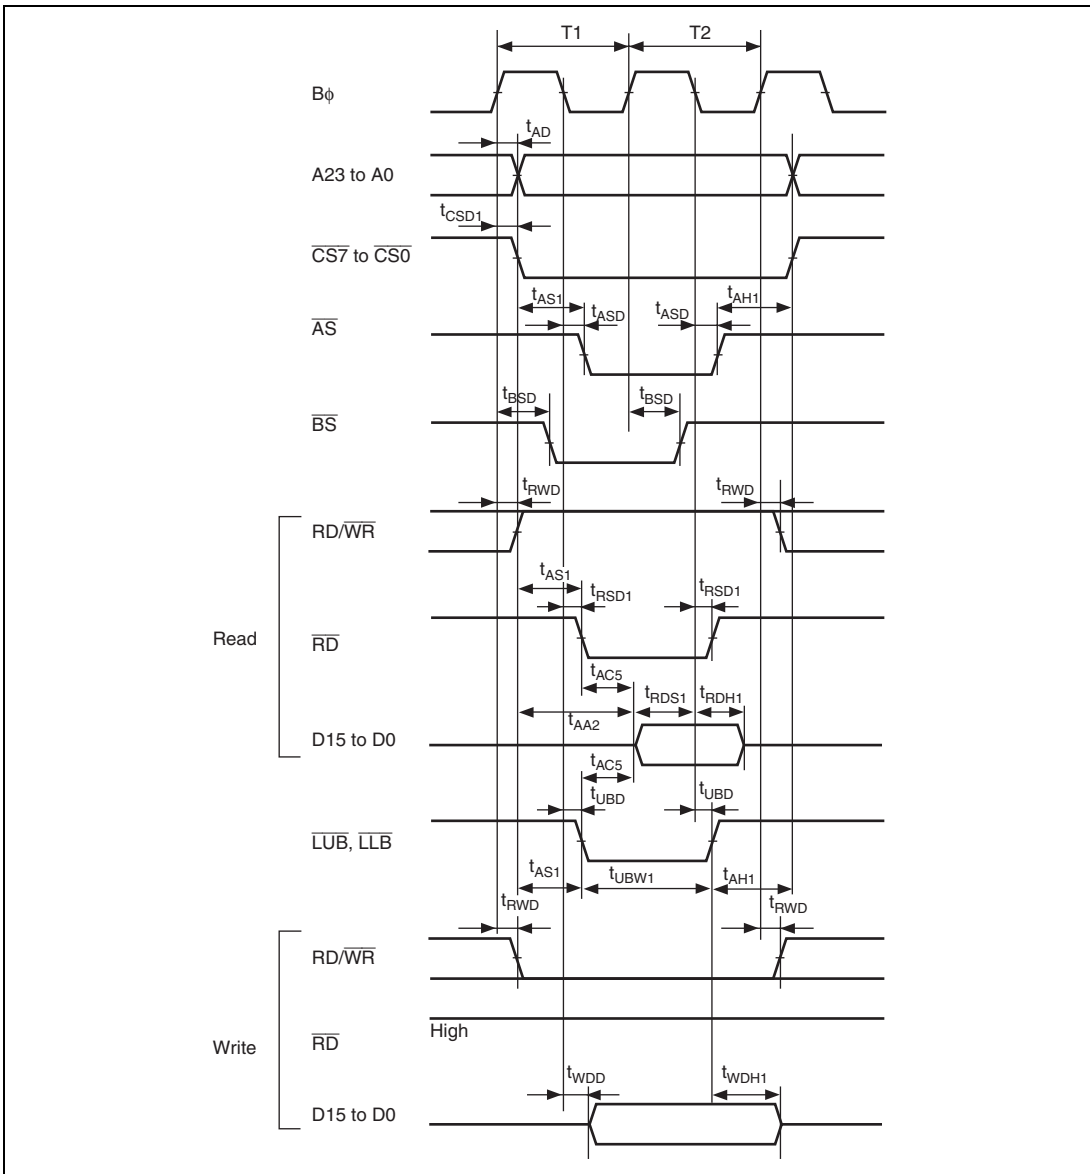 T1 T2
Bφ
tAD
A23 to A0
tCSD1
CS7 to CS0
tAS1 tASD tASD tAH1
AS
tBSD tBSD
BS
tRWD tRWD
RD/WR
tAS1 tRSD1 tRSD1
Read
RD
tAC5
tAA2 tRDS1 tRDH1
D15 to D0
tAC5
tUBD tUBD
LUB, LLB
tAS1 tUBW1 tAH1
tRWD tRWD
RD/WR
High
Write
RD
tWDD tWDH1
D15 to D0